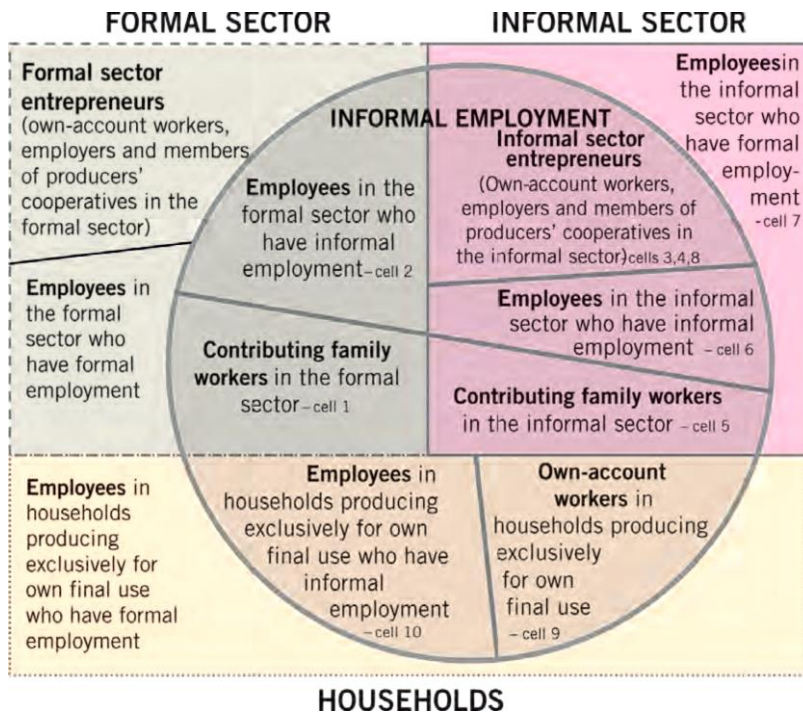 FORMAL SECTOR
INFORMAL SECTOR
Formal sector
entrepreneurs
(own-account workers,
employers and members
of producers'
cooperatives in the
formal sector)
Employees in
the formal
sector who
have formal
employment
INFORMAL EMPLOYMENT
Employees in the
formal sector who
have informal
employment – cell 2
Contributing family
workers in the formal
sector – cell 1
Informal sector
entrepreneurs
(Own-account workers,
employers and members of
producers' cooperatives in
the informal sector)cells 3,4,8
Employees in the informal
sector who have informal
employment – cell 6
Contributing family workers
in the informal sector – cell 5
Employeesin
the informal
sector who
have formal
employ-
ment
– cell 7
Employees in
households
producing
exclusively for
own final use
who have formal
employment
Employees in
households producing
exclusively for own
final use who have
informal
employment
– cell 10
Own-account
workers in
households producing
exclusively
for own
final use
– cell 9
HOUSEHOLDS